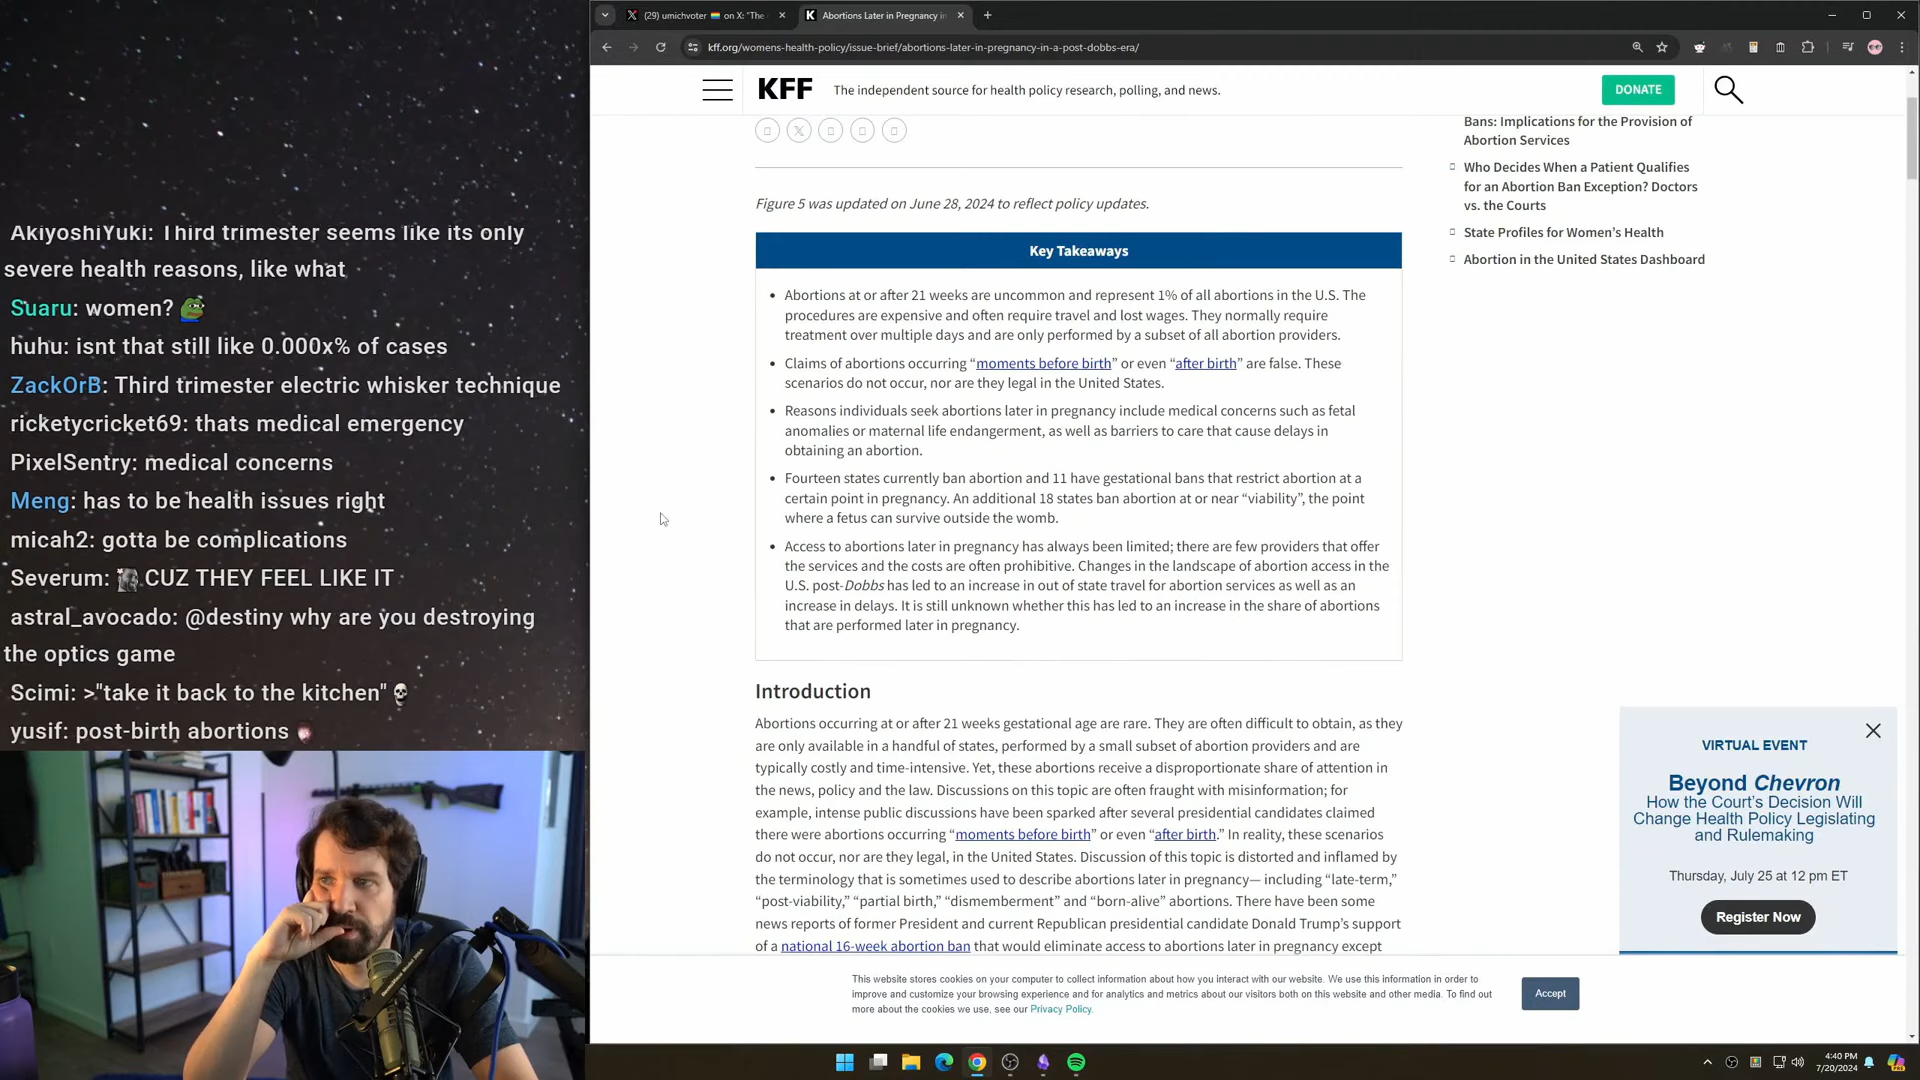 (29) umichvoter on X: "The
Abortions Later in Pregnancy in
kff.org/womens-health-policy/issue-brief/abortions-later-in-pregnancy-in-a-post-dobbs-era/
KFF
The independent source for health policy research, polling, and news.
DONATE
AkiyoshiYuki: Third trimester seems like its only
severe health reasons, like what
Suaru: women?
huhu: isnt that still like 0.000x% of cases
ZackOrB: Third trimester electric whisker technique
ricketycricket69: thats medical emergency
PixelSentry: medical concerns
Meng: has to be health issues right
micah2: gotta be complications
Severum: CUZ THEY FEEL LIKE IT
astral_avocado: @destiny why are you destroying
the optics game
Scimi: >"take it back to the kitchen"
yusif: post-birth abortions
Figure 5 was updated on June 28, 2024 to reflect policy updates.
Key Takeaways
• Abortions at or after 21 weeks are uncommon and represent 1% of all abortions in the U.S. The
procedures are expensive and often require travel and lost wages. They normally require
treatment over multiple days and are only performed by a subset of all abortion providers.
• Claims of abortions occurring “moments before birth” or even “after birth” are false. These
scenarios do not occur, nor are they legal in the United States.
• Reasons individuals seek abortions later in pregnancy include medical concerns such as fetal
anomalies or maternal life endangerment, as well as barriers to care that cause delays in
obtaining an abortion.
• Fourteen states currently ban abortion and 11 have gestational bans that restrict abortion at a
certain point in pregnancy. An additional 18 states ban abortion at or near “viability”, the point
where a fetus can survive outside the womb.
• Access to abortions later in pregnancy has always been limited; there are few providers that offer
the services and the costs are often prohibitive. Changes in the landscape of abortion access in the
U.S. post-Dobbs has led to an increase in out of state travel for abortion services as well as an
increase in delays. It is still unknown whether this has led to an increase in the share of abortions
that are performed later in pregnancy.
Introduction
Abortions occurring at or after 21 weeks gestational age are rare. They are often difficult to obtain, as they
are only available in a handful of states, performed by a small subset of abortion providers and are
typically costly and time-intensive. Yet, these abortions receive a disproportionate share of attention in
the news, policy and the law. Discussions on this topic are often fraught with misinformation; for
example, intense public discussions have been sparked after several presidential candidates claimed
there were abortions occurring “moments before birth” or even “after birth.” In reality, these scenarios
do not occur, nor are they legal, in the United States. Discussion of this topic is distorted and inflamed by
the terminology that is sometimes used to describe abortions later in pregnancy— including “late-term,”
“post-viability,” “partial birth,” “dismemberment” and “born-alive” abortions. There have been some
news reports of former President and current Republican presidential candidate Donald Trump’s support
of a national 16-week abortion ban that would eliminate access to abortions later in pregnancy except
Bans: Implications for the Provision of
Abortion Services
Who Decides When a Patient Qualifies
for an Abortion Ban Exception? Doctors
vs. the Courts
State Profiles for Women’s Health
Abortion in the United States Dashboard
VIRTUAL EVENT
Beyond Chevron
How the Court’s Decision Will
Change Health Policy Legislating
and Rulemaking
Thursday, July 25 at 12 pm ET
Register Now
This website stores cookies on your computer to collect information about how you interact with our website. We use this information in order to
improve and customize your browsing experience and for analytics and metrics about our visitors both on this website and other media. To find out
more about the cookies we use, see our Privacy Policy.
Accept
4:40 PM
7/20/2024